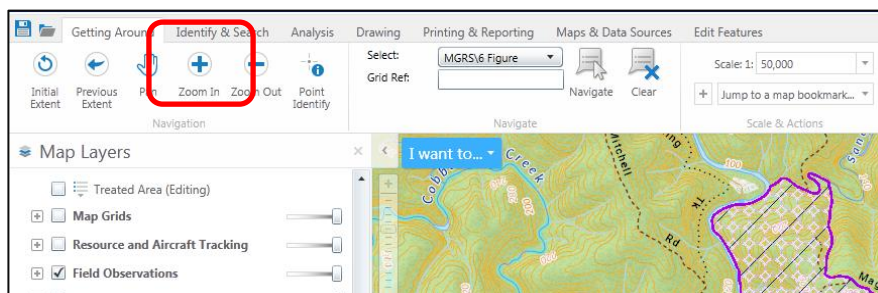 Getting Around Identify & Search Analysis Drawing Printing & Reporting Maps & Data Sources Edit Features
Initial Extent
Previous Extent
Pan
Zoom In
Zoom Out
Point Identify
Navigation
Select: MGRS\6 Figure
Grid Ref:
Navigate
Clear
Navigate
Scale: 1: 50,000
+ Jump to a map bookmark...
Scale & Actions
Map Layers
I want to...
Treated Area (Editing)
Map Grids
Resource and Aircraft Tracking
Field Observations
Creek
Mitchell
Rd
Tk
100